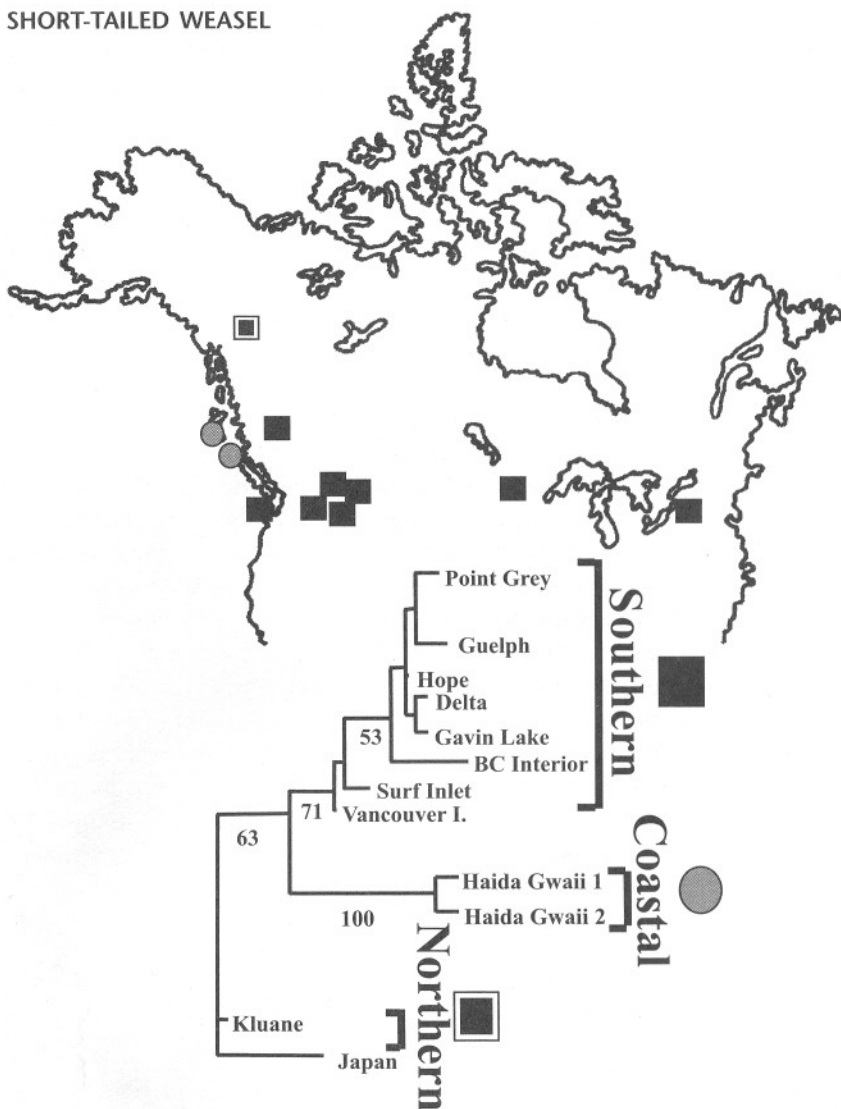 SHORT-TAILED WEASEL
Point Grey
Guelph
Hope
Delta
53
Gavin Lake
BC Interior
Surf Inlet
71
Vancouver I.
63
Haida Gwaii 1
100
Haida Gwaii 2
Kluane
Japan
Southern
Coastal
Northern